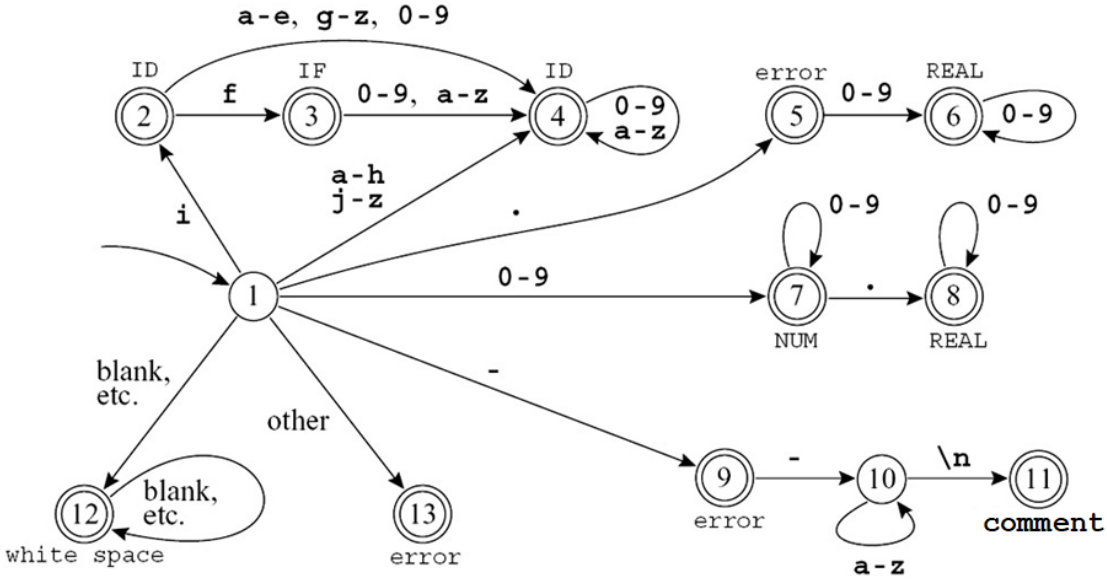 a-e, g-z, 0-9
ID
IF
ID
error
REAL
2
f
3
0-9, a-z
4
0-9
a-z
5
0-9
6
0-9
i
a-h
j-z
.
0-9
0-9
1
0-9
7
.
8
NUM
REAL
blank,
etc.
other
-
blank,
etc.
12
white space
13
error
9
error
-
10
\n
11
comment
a-z